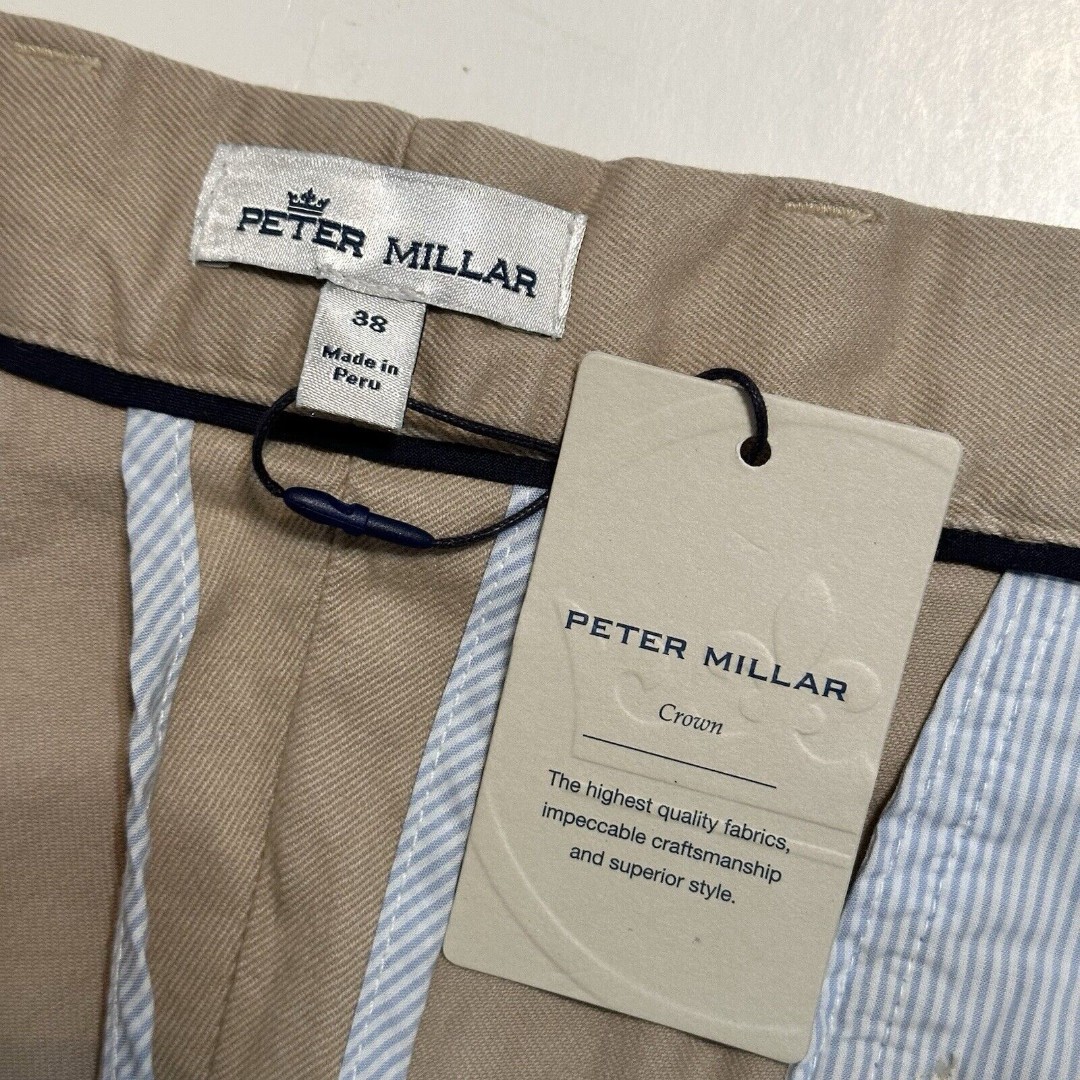 PETER MILLAR
38
Made in
Peru
PETER MILLAR
Crown
The highest quality fabrics,
impeccable craftsmanship
and superior style.